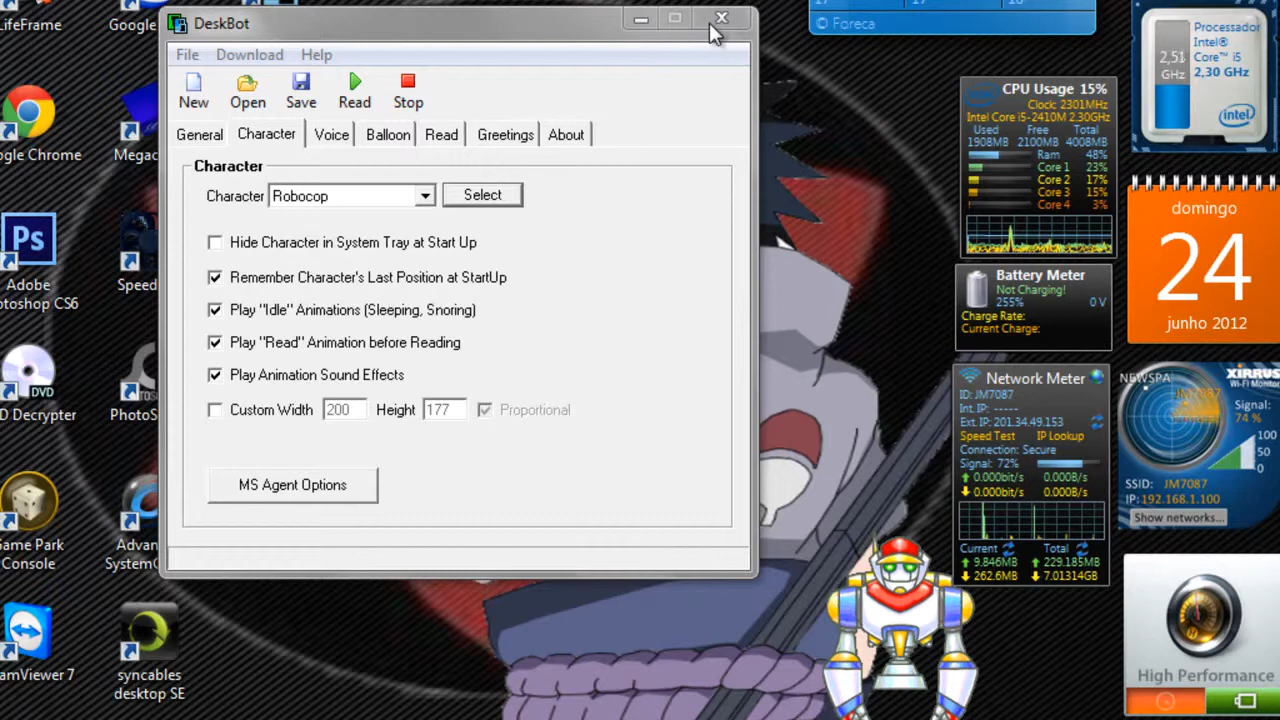 LifeFrame
Google
gle Chrome
Megac
Ps
Adobe
otoshop CS6
Speed
DVD
D Decrypter
PhotoS
ame Park
Console
Advan
System
amViewer 7
syncables
desktop SE
DeskBot
File Download Help
New Open Save Read Stop
General Character Voice Balloon Read Greetings About
Character
Character Robocop Select
Hide Character in System Tray at Start Up
Remember Character's Last Position at StartUp
Play "Idle" Animations (Sleeping, Snoring)
Play "Read" Animation before Reading
Play Animation Sound Effects
Custom Width 200 Height 177 Proportional
MS Agent Options
© Foreca
CPU Usage 15%
Clock: 2301MHz
Intel Core i5-2410M 2.30GHz
Used Free Total
1908MB 2100MB 4008MB
Ram 48%
Core 1 23%
Core 2 17%
Core 3 15%
Core 4 3%
Battery Meter
Not Charging!
255% 0 V
Charge Rate:
Current Charge:
Network Meter
ID: JM7087
Int. IP: -----
Ext. IP: 201.34.49.153
Speed Test IP Lookup
Connection: Secure
Signal: 72%
0.000bit/s 0.000B/s
0.000bit/s 0.000B/s
Current Total
9.846MB 229.185MB
262.6MB 7.01314GB
Processador
Intel®
Core™ i5
2,30 GHz
2,51
GHz
intel
domingo
24
junho 2012
NEWSPA
XIRRUS
Wi-Fi Monitor
JM7087
Signal:
74 %
100
50
0
SSID: JM7087
IP:192.168.1.100
Show networks...
High Performance